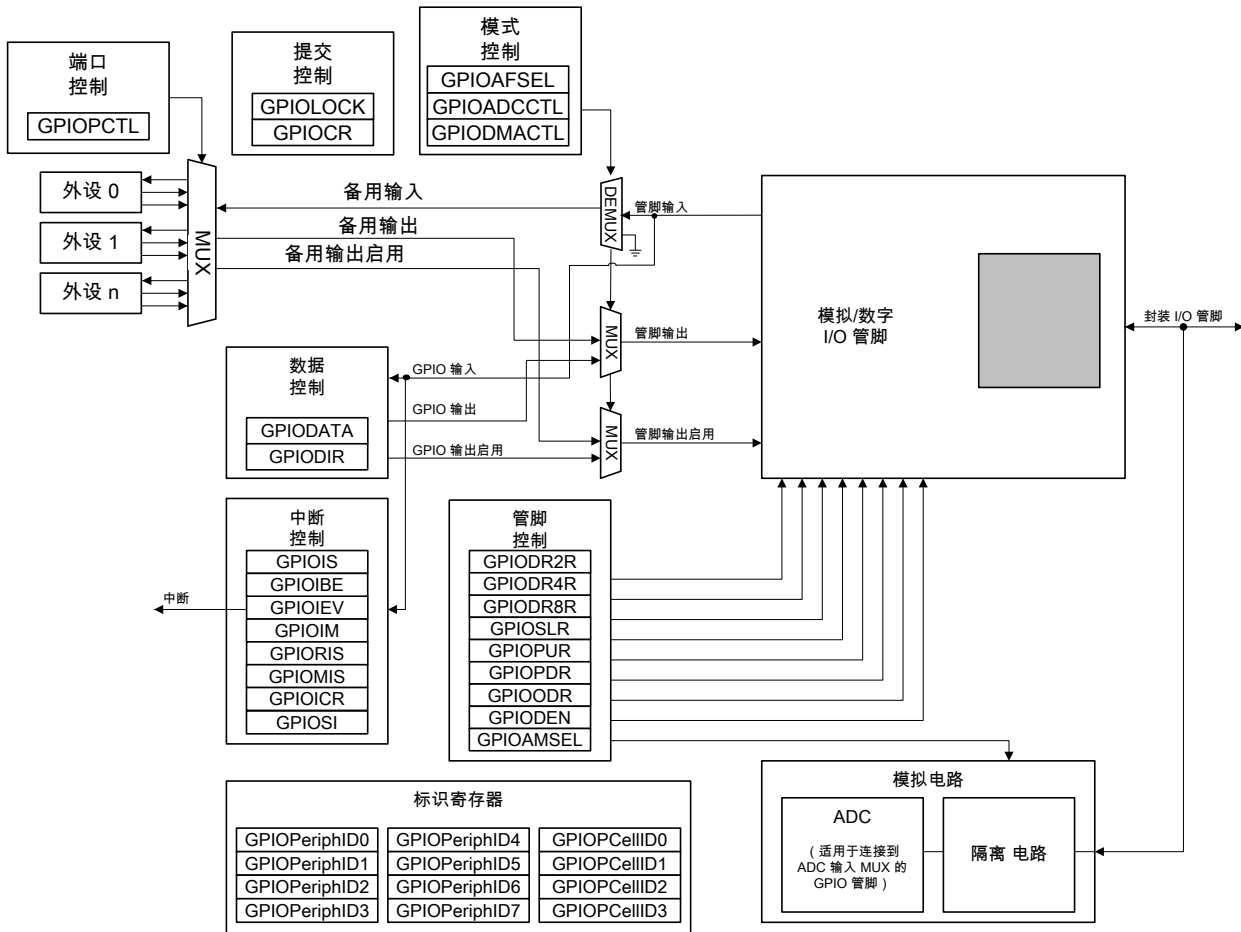 端口
控制
GPIOPCTL
提交
控制
GPIOLOCK
GPIOCR
模式
控制
GPIOAFSEL
GPIOADCCTL
GPIODMACTL
外设 0
外设 1
外设 n
MUX
备用输入
备用输出
备用输出启用
DEMUX
管脚输入
MUX
管脚输出
MUX
管脚输出启用
模拟/数字
I/O 管脚
封装 I/O 管脚
数据
控制
GPIODATA
GPIODIR
GPIO 输入
GPIO 输出
GPIO 输出启用
中断
控制
GPIOIS
GPIOIBE
GPIOIEV
GPIOIM
GPIORIS
GPIOMIS
GPIOICR
GPIOSI
中断
管脚
控制
GPIODR2R
GPIODR4R
GPIODR8R
GPIOSLR
GPIOPUR
GPIOPDR
GPIOODR
GPIODEN
GPIOAMSEL
模拟电路
ADC
（适用于连接到
ADC 输入 MUX 的
GPIO 管脚）
隔离 电路
标识寄存器
GPIOPeriphID0
GPIOPeriphID1
GPIOPeriphID2
GPIOPeriphID3
GPIOPeriphID4
GPIOPeriphID5
GPIOPeriphID6
GPIOPeriphID7
GPIOPCellID0
GPIOPCellID1
GPIOPCellID2
GPIOPCellID3